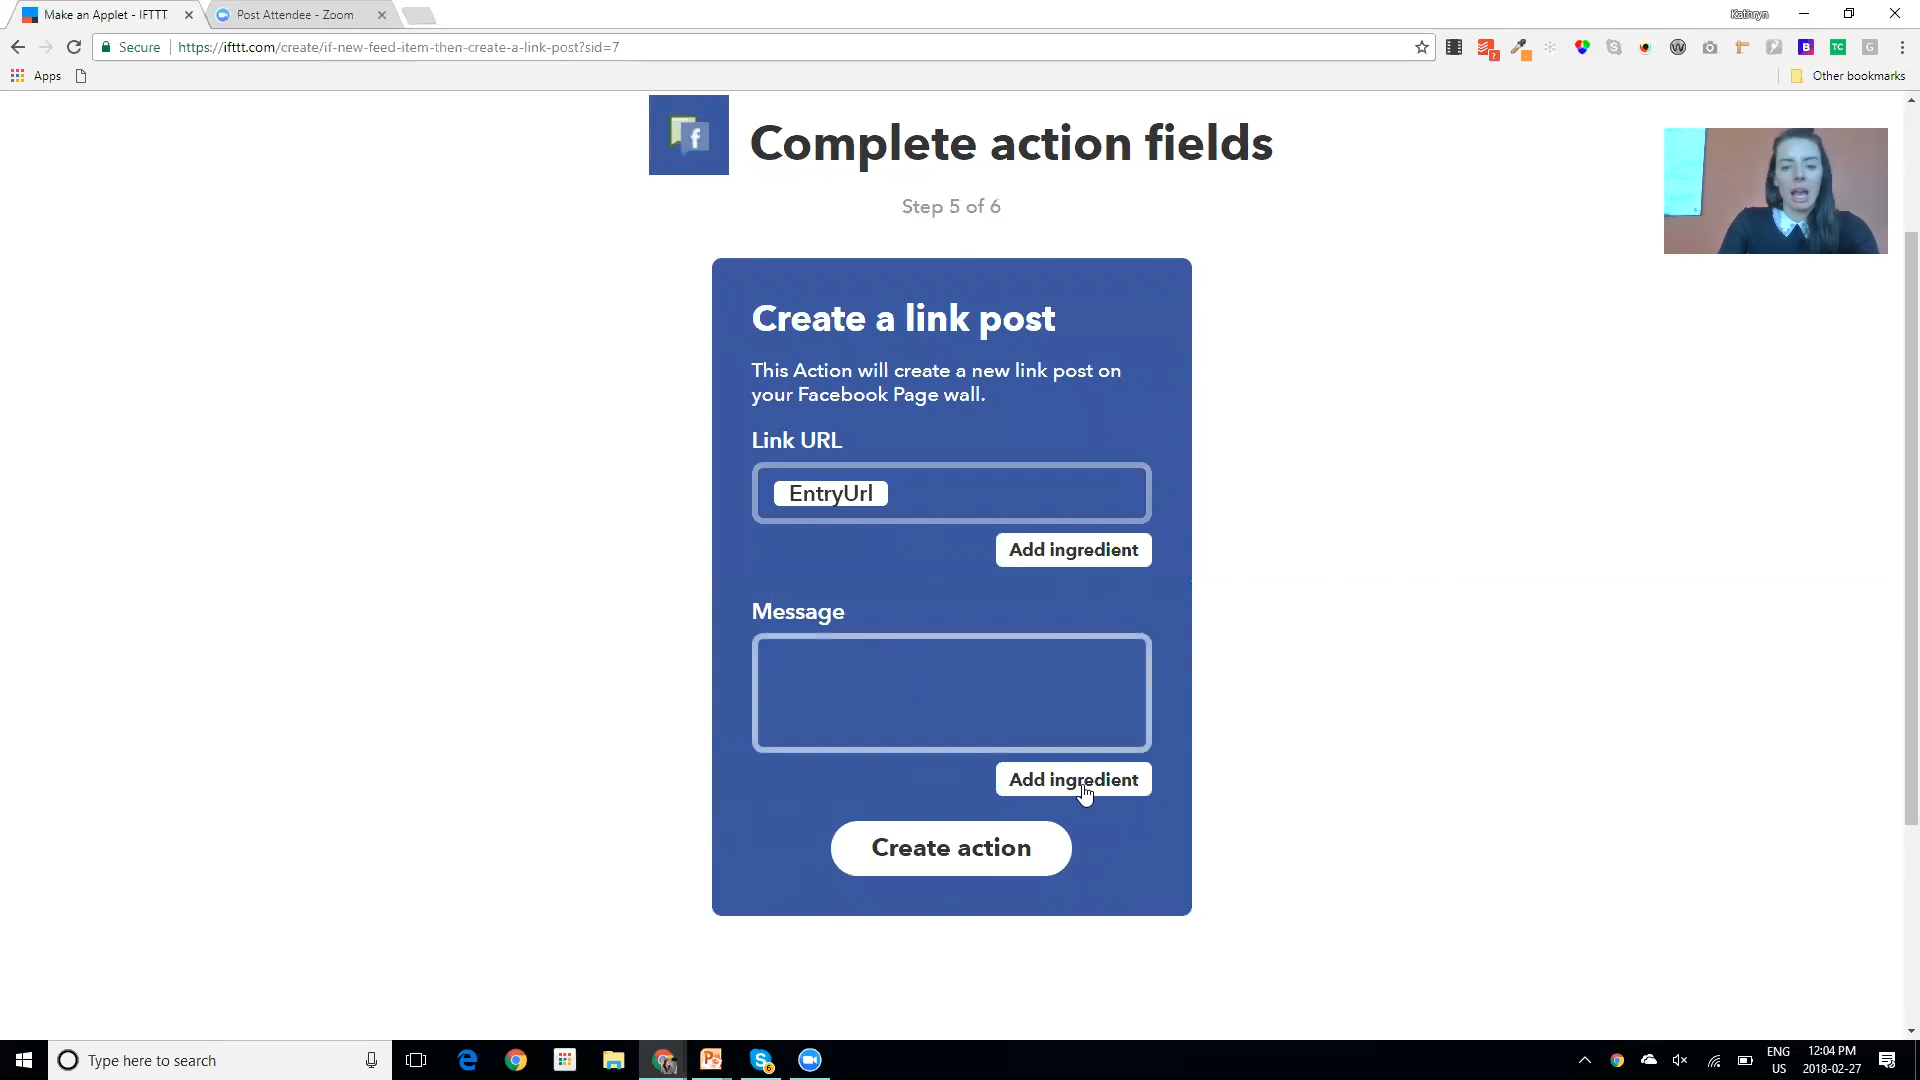 Make an Applet - IFTTT
Post Attendee - Zoom
Kathryn
Secure
https://ifttt.com/create/if-new-feed-item-then-create-a-link-post?sid=7
Apps
Other bookmarks
Complete action fields
Step 5 of 6
Create a link post
This Action will create a new link post on
your Facebook Page wall.
Link URL
EntryUrl
Add ingredient
Message
Add ingredient
Create action
Type here to search
ENG
US
12:04 PM
2018-02-27